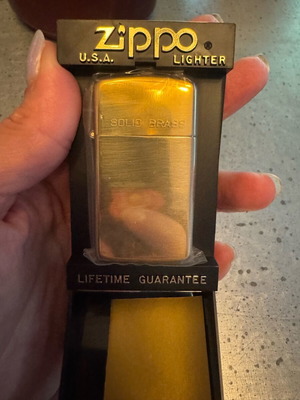 Zippo
U.S.A. LIGHTER
SOLID BRASS
LIFETIME GUARANTEE